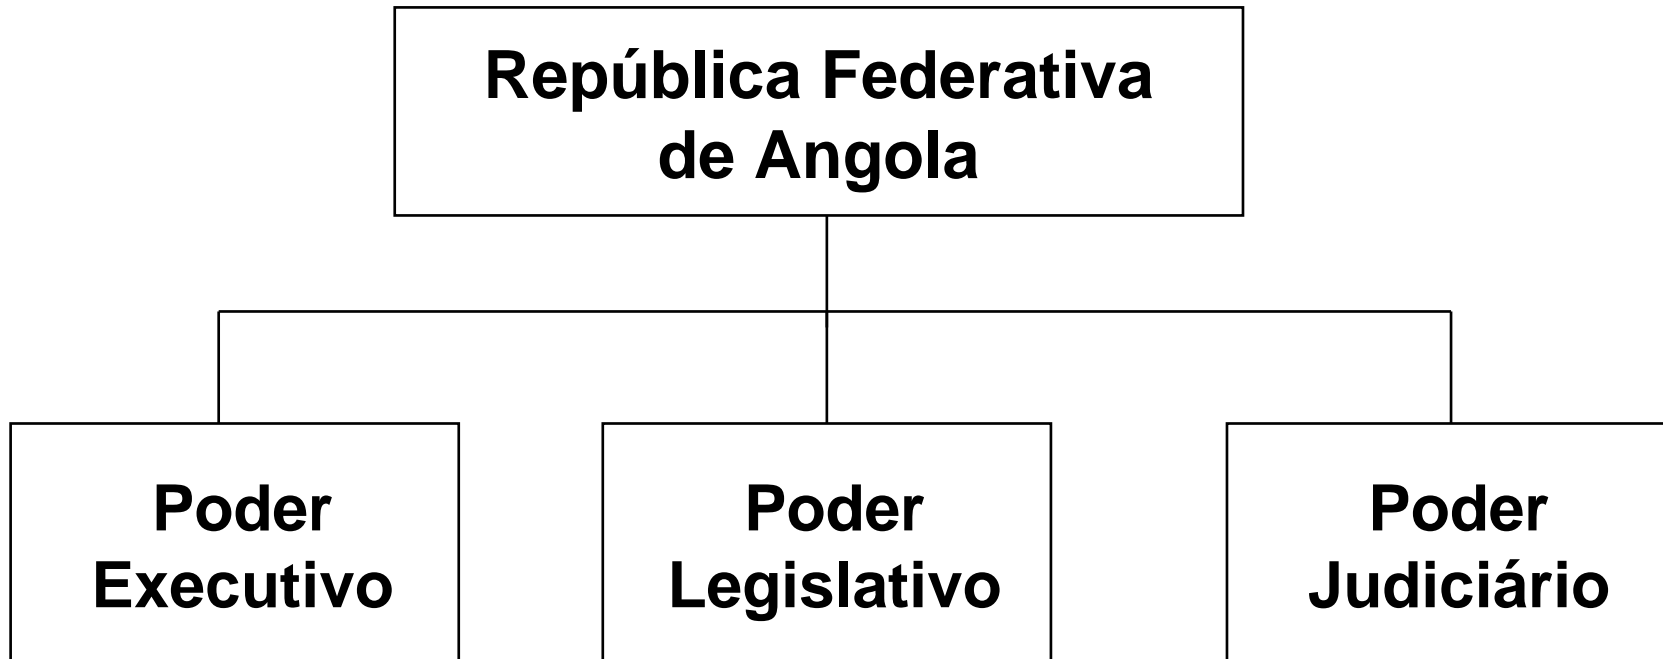 República Federativa
de Angola
Poder
Executivo
Poder
Legislativo
Poder
Judiciário